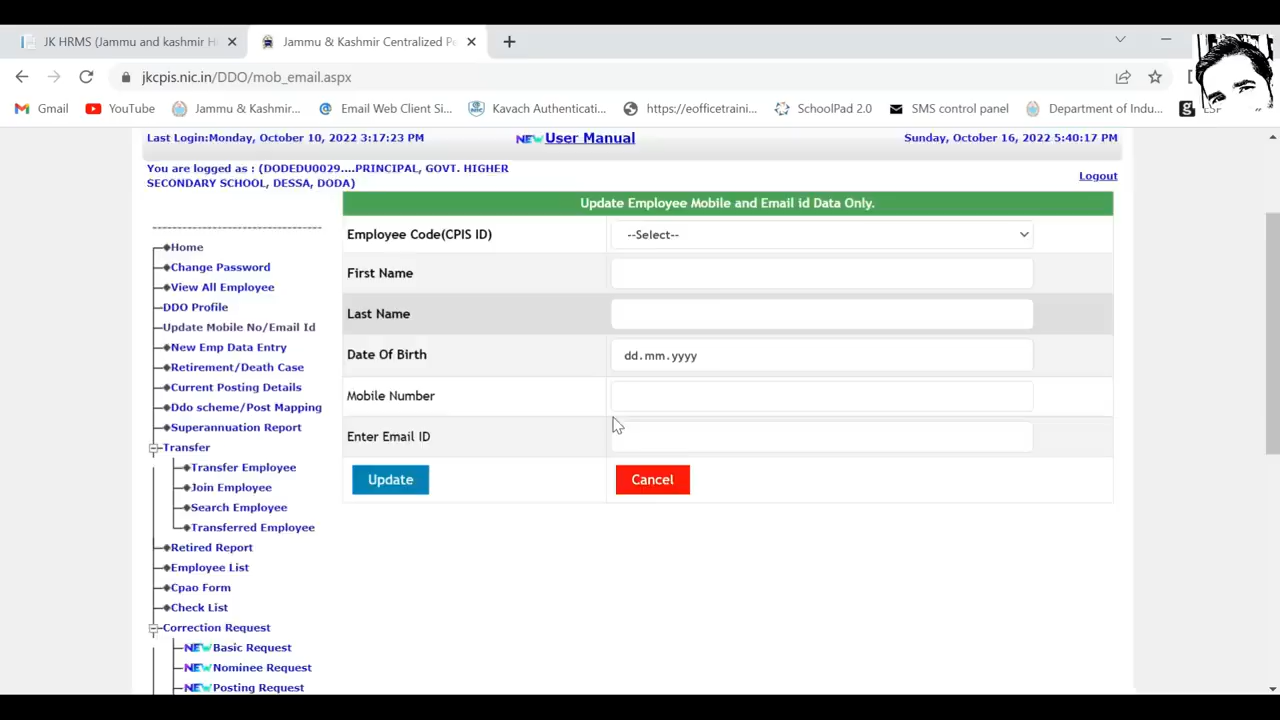 JK HRMS (Jammu and kashmir H
Jammu & Kashmir Centralized Pe
jkcpis.nic.in/DDO/mob_email.aspx
Gmail YouTube Jammu & Kashmir... Email Web Client Si... Kavach Authenticati... https://eofficetraini... SchoolPad 2.0 SMS control panel Department of Indu...
Last Login:Monday, October 10, 2022 3:17:23 PM NEW User Manual Sunday, October 16, 2022 5:40:17 PM
You are logged as : (DODEDU0029....PRINCIPAL, GOVT. HIGHER
SECONDARY SCHOOL, DESSA, DODA)
Logout
Home
Change Password
View All Employee
DDO Profile
Update Mobile No/Email Id
New Emp Data Entry
Retirement/Death Case
Current Posting Details
Ddo scheme/Post Mapping
Superannuation Report
Transfer
Transfer Employee
Join Employee
Search Employee
Transferred Employee
Retired Report
Employee List
Cpao Form
Check List
Correction Request
NEW Basic Request
NEW Nominee Request
NEW Posting Request
Update Employee Mobile and Email id Data Only.
Employee Code(CPIS ID) --Select--
First Name
Last Name
Date Of Birth dd.mm.yyyy
Mobile Number
Enter Email ID
Update Cancel